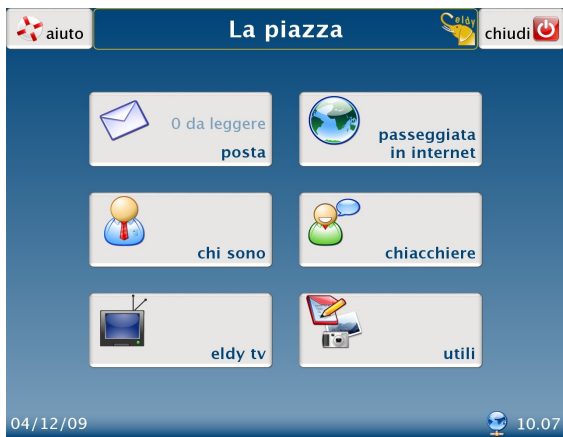 aiuto
La piazza
eldy
chiudi
0 da leggere
posta
passeggiata
in internet
chi sono
chiacchiere
eldy tv
utili
04/12/09
10.07